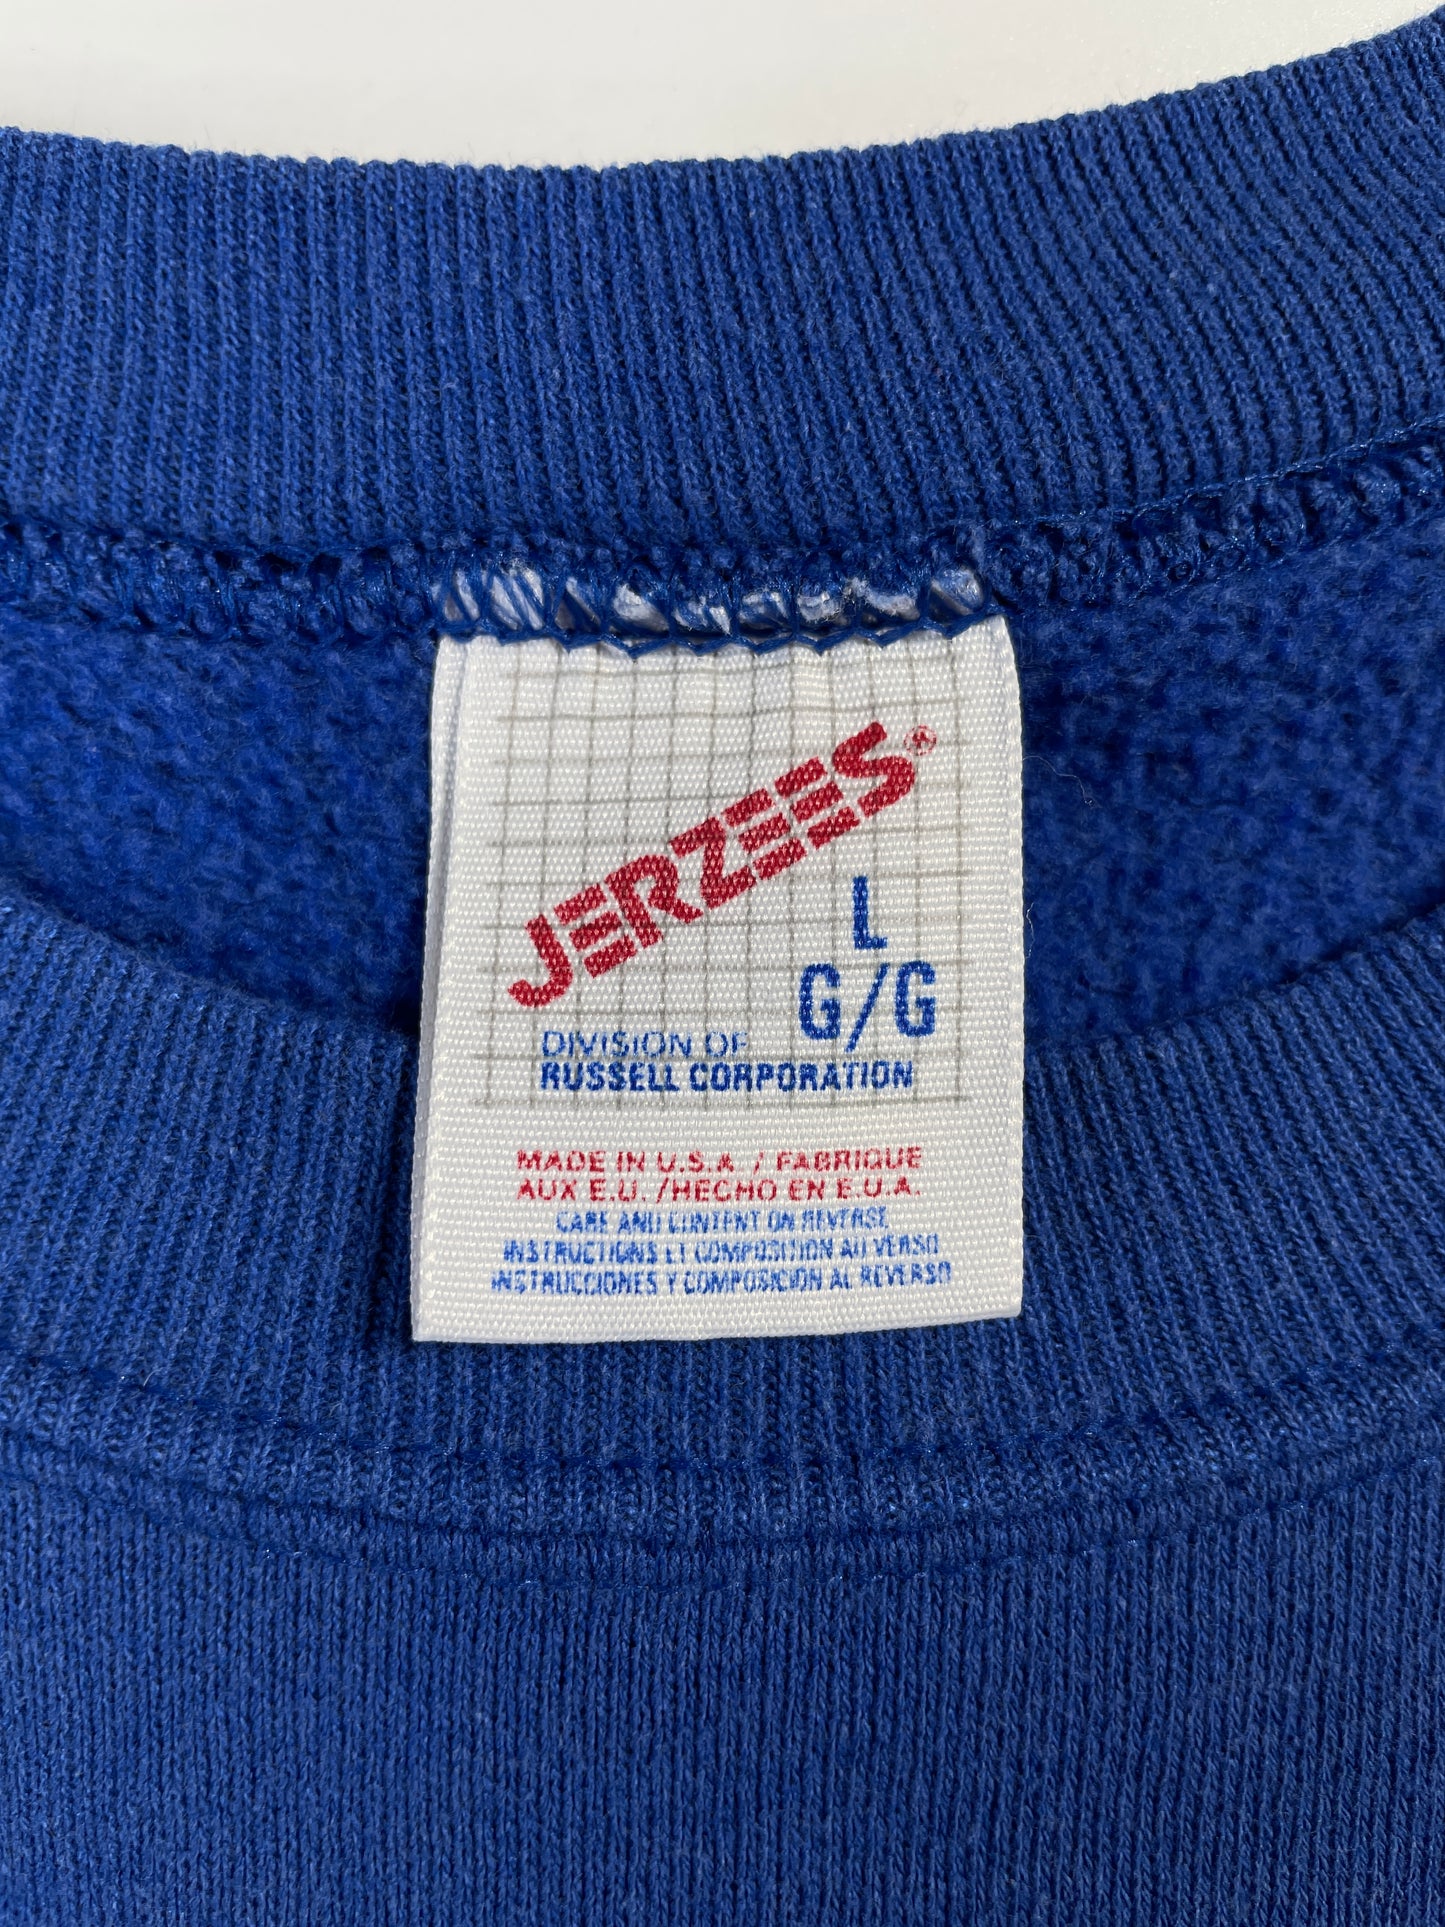 JERZEES®
L
G/G
DIVISION OF
RUSSELL CORPORATION
MADE IN U.S.A. / FABRIQUE
AUX E.U. /HECHO EN E.U.A.
CARE AND CONTENT ON REVERSE
INSTRUCTIONS ET COMPOSITION AU VERSO
INSTRUCCIONES Y COMPOSICION AL REVERSO